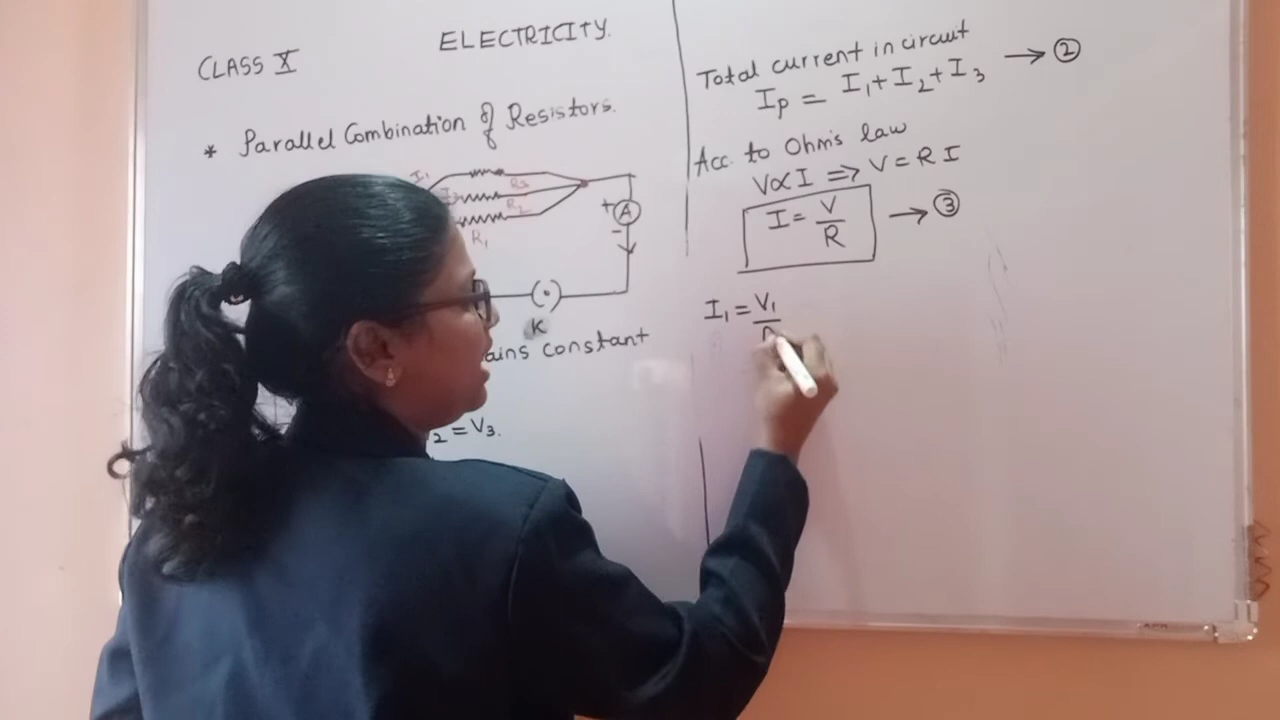 ELECTRICITY.
CLASS X
* Parallel Combination of Resistors.
I1
R3
R2
R1
+ A
-
K
constant
2 = V3.
Total current in circuit
Ip = I1 + I2 + I3 → ②
Acc. to Ohm's law
V∝I ⇒ V = R I
I = V/R → ③
I1 = V1